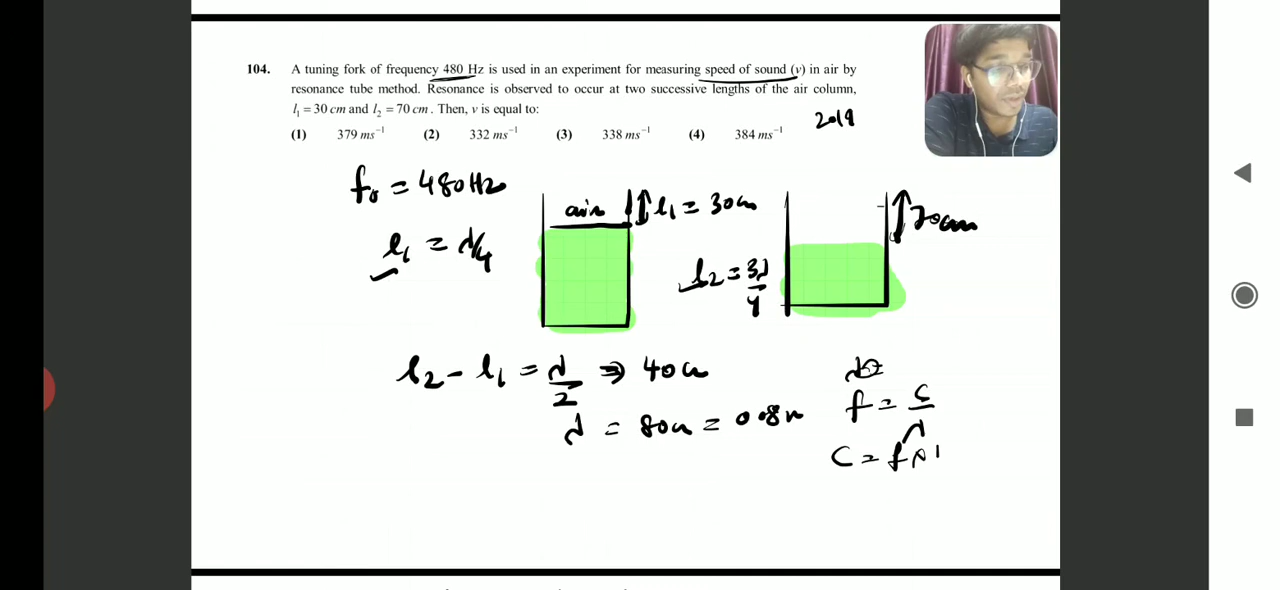 104. A tuning fork of frequency 480 Hz is used in an experiment for measuring speed of sound (v) in air by
resonance tube method. Resonance is observed to occur at two successive lengths of the air column,
l₁ = 30 cm and l₂ = 70 cm. Then, v is equal to:
(1) 379 ms⁻¹ (2) 332 ms⁻¹ (3) 338 ms⁻¹ (4) 384 ms⁻¹
2019
f₀ = 480Hz
air l₁ = 30cm
70cm
l₁ = λ/4
l₂ = 3λ/4
l₂ - l₁ = λ/2 ⇒ 40cm
λ = 80cm = 0.08m
f = c/λ
c = fλ